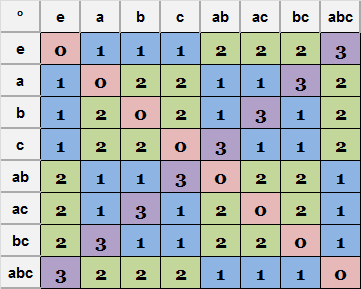 ° e a b c ab ac bc abc
e 0 1 1 1 2 2 2 3
a 1 0 2 2 1 1 3 2
b 1 2 0 2 1 3 1 2
c 1 2 2 0 3 1 1 2
ab 2 1 1 3 0 2 2 1
ac 2 1 3 1 2 0 2 1
bc 2 3 1 1 2 2 0 1
abc 3 2 2 2 1 1 1 0